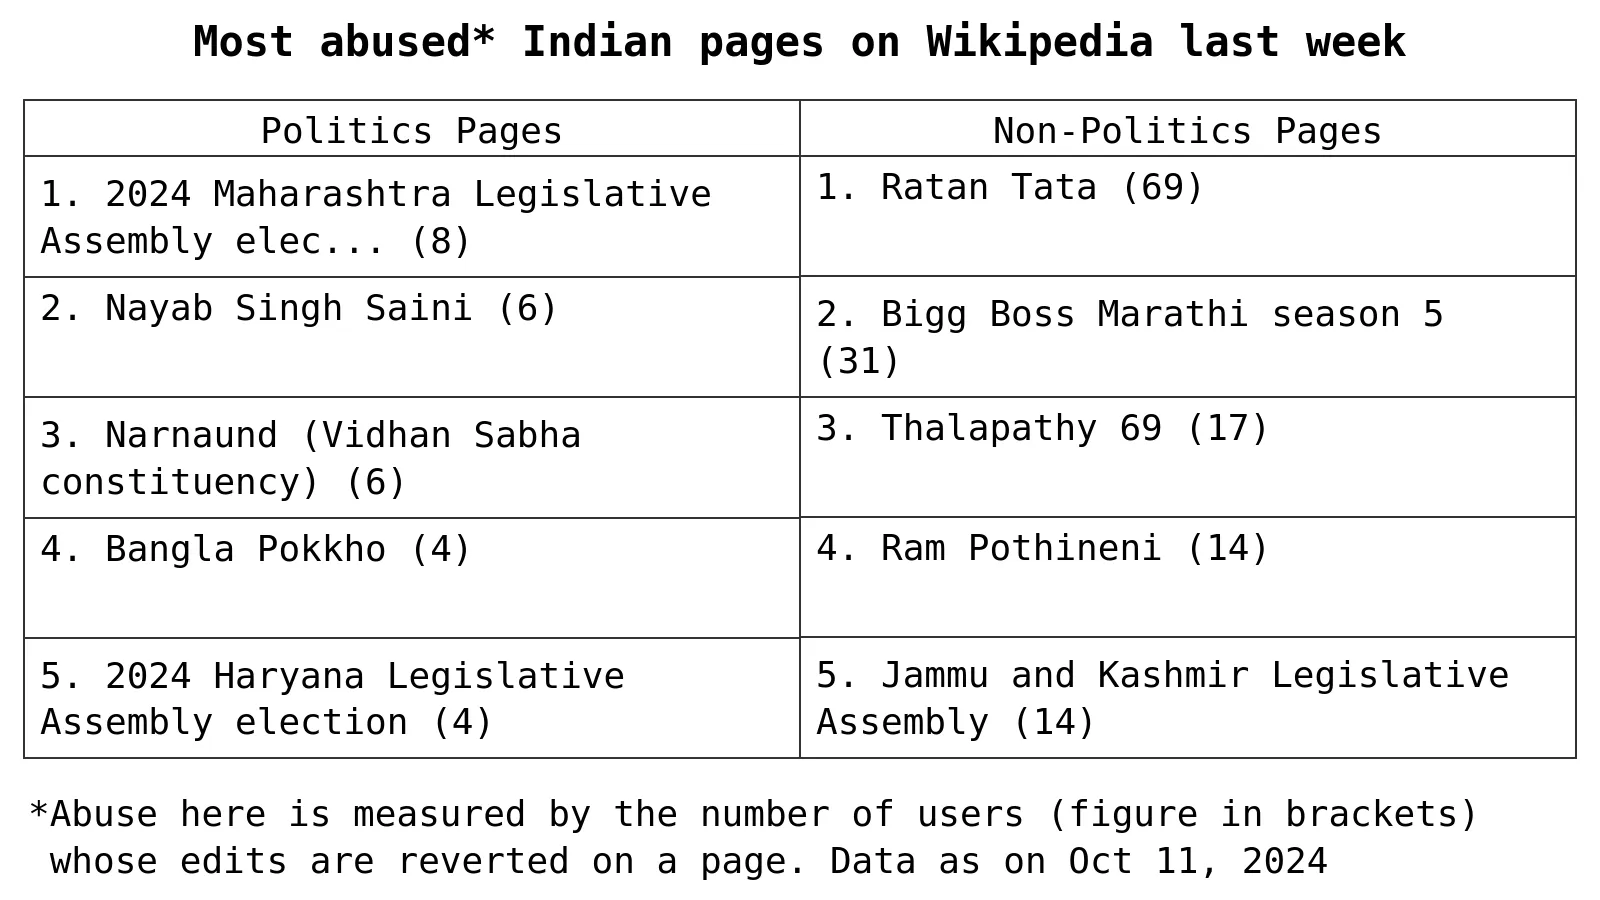 Most abused* Indian pages on Wikipedia last week
Politics Pages
Non-Politics Pages
1. 2024 Maharashtra Legislative
Assembly elec... (8)
1. Ratan Tata (69)
2. Nayab Singh Saini (6)
2. Bigg Boss Marathi season 5
(31)
3. Narnaund (Vidhan Sabha
constituency) (6)
3. Thalapathy 69 (17)
4. Bangla Pokkho (4)
4. Ram Pothineni (14)
5. 2024 Haryana Legislative
Assembly election (4)
5. Jammu and Kashmir Legislative
Assembly (14)
*Abuse here is measured by the number of users (figure in brackets)
whose edits are reverted on a page. Data as on Oct 11, 2024